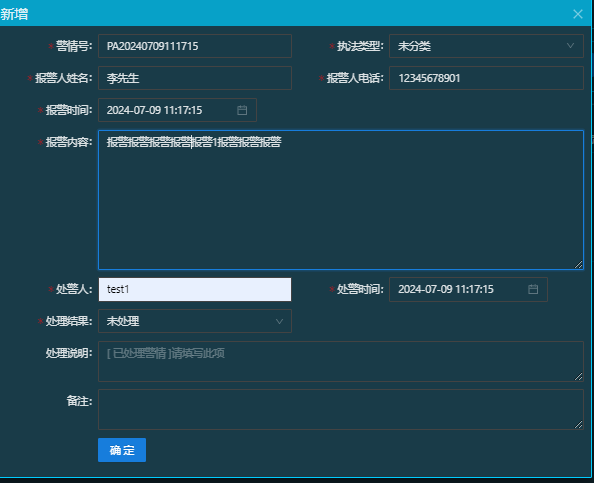 新增
* 警情号: PA20240709111715 * 执法类型: 未分类
* 报警人姓名: 李先生 * 报警人电话: 12345678901
* 报警时间: 2024-07-09 11:17:15
* 报警内容: 报警报警报警报警报警1报警报警报警
* 处警人: test1 * 处警时间: 2024-07-09 11:17:15
* 处理结果: 未处理
处理说明: [ 已处理警情 ]请填写此项
备注:
确 定